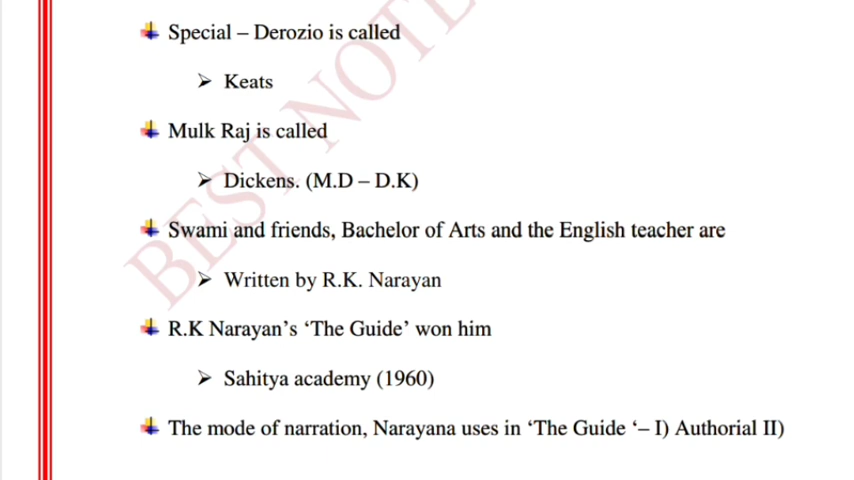 Special – Derozio is called
➢ Keats
Mulk Raj is called
➢ Dickens. (M.D – D.K)
Swami and friends, Bachelor of Arts and the English teacher are
➢ Written by R.K. Narayan
R.K Narayan’s ‘The Guide’ won him
➢ Sahitya academy (1960)
The mode of narration, Narayana uses in ‘The Guide ‘– I) Authorial II)
BEST NOTE